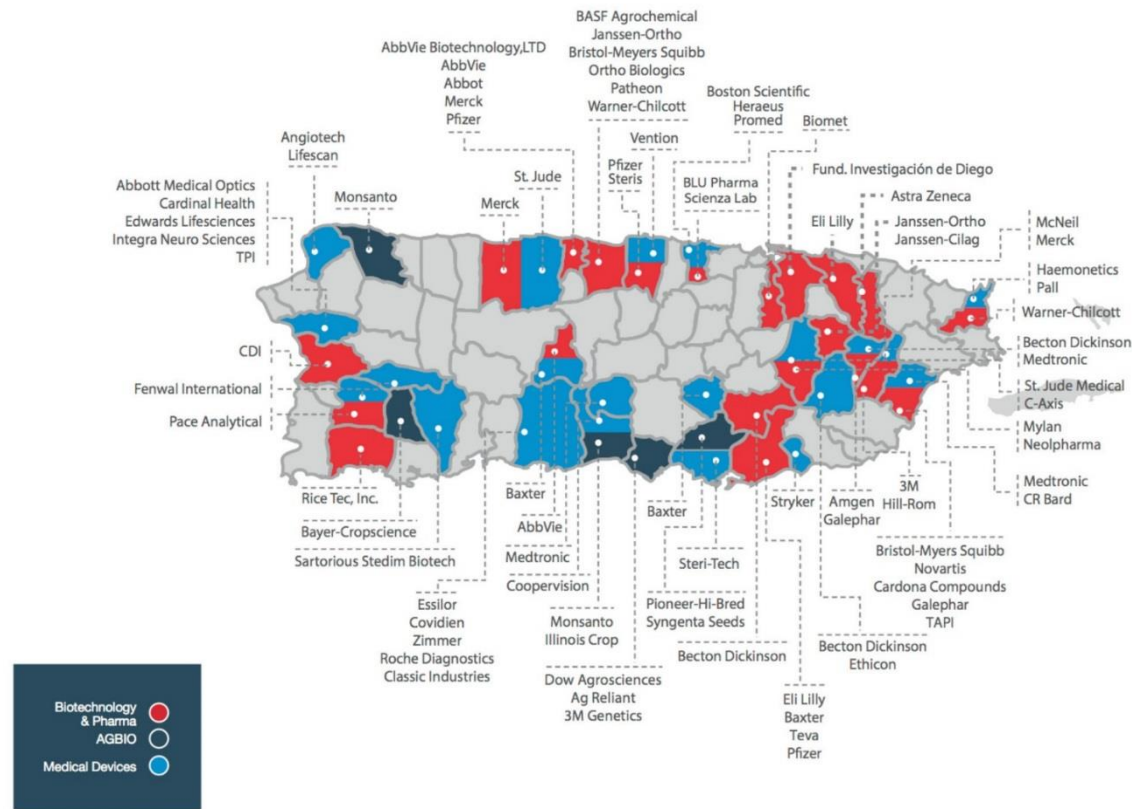 BASF Agrochemical
Janssen-Ortho
Bristol-Meyers Squibb
Ortho Biologics
Patheon
Warner-Chilcott
AbbVie Biotechnology,LTD
AbbVie
Abbot
Merck
Pfizer
Boston Scientific
Heraeus
Promed
Biomet
Angiotech
Lifescan
Vention
Pfizer
Steris
Fund. Investigación de Diego
Abbott Medical Optics
Cardinal Health
Edwards Lifesciences
Integra Neuro Sciences
TPI
Monsanto
Merck
St. Jude
BLU Pharma
Scienza Lab
Astra Zeneca
Eli Lilly
Janssen-Ortho
Janssen-Cilag
McNeil
Merck
Haemonetics
Pall
Warner-Chilcott
CDI
Fenwal International
Pace Analytical
Becton Dickinson
Medtronic
St. Jude Medical
C-Axis
Mylan
Neolpharma
Medtronic
CR Bard
Rice Tec, Inc.
Bayer-Cropscience
Sartorious Stedim Biotech
Baxter
AbbVie
Medtronic
Coopervision
Baxter
Steri-Tech
Stryker
Amgen
Galephar
3M
Hill-Rom
Essilor
Covidien
Zimmer
Roche Diagnostics
Classic Industries
Monsanto
Illinois Crop
Pioneer-Hi-Bred
Syngenta Seeds
Bristol-Myers Squibb
Novartis
Cardona Compounds
Galephar
TAPI
Dow Agrosciences
Ag Reliant
3M Genetics
Becton Dickinson
Becton Dickinson
Ethicon
Eli Lilly
Baxter
Teva
Pfizer
Biotechnology
& Pharma
AGBIO
Medical Devices